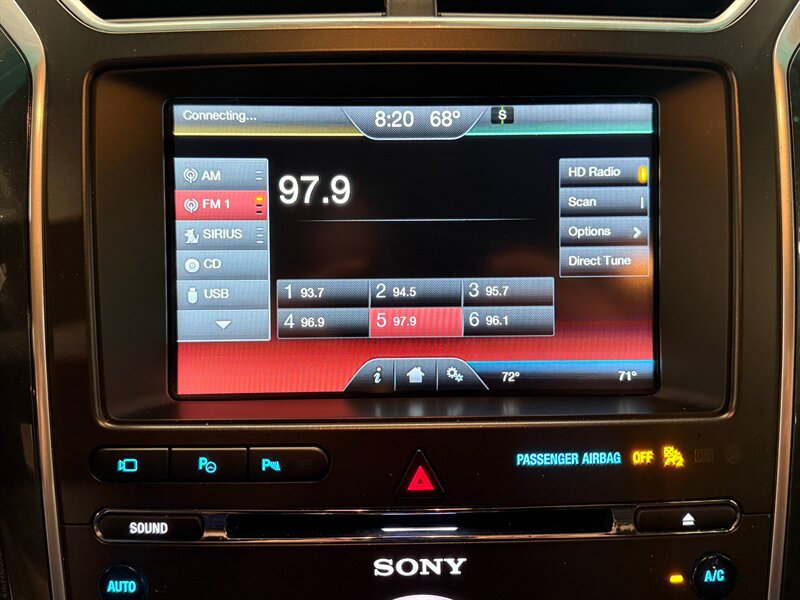 Connecting...
8:20 68°
S
AM
FM 1
SIRIUS
CD
USB
97.9
HD Radio
Scan
Options
Direct Tune
1 93.7
2 94.5
3 95.7
4 96.9
5 97.9
6 96.1
i
72°
71°
P
P
OFF
PASSENGER AIRBAG OFF
ON
SOUND
SONY
AUTO
A/C